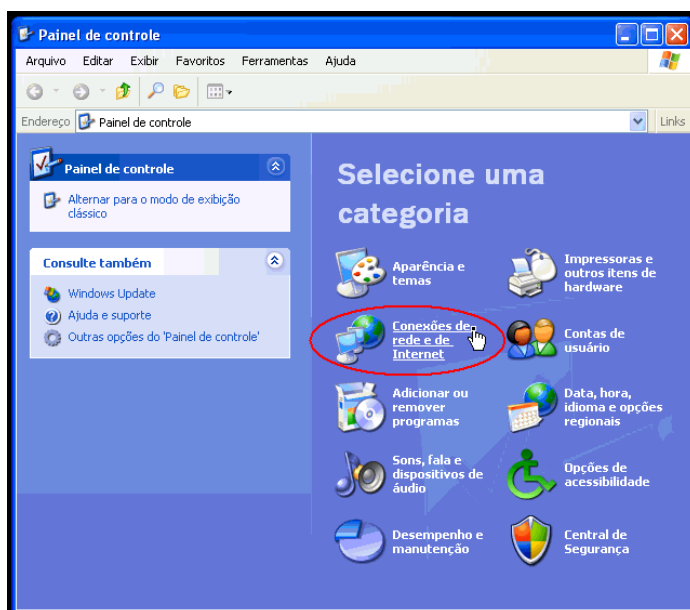 Painel de controle
Arquivo Editar Exibir Favoritos Ferramentas Ajuda
Endereço Painel de controle Links
Painel de controle
Alternar para o modo de exibição
clássico
Consulte também
Windows Update
Ajuda e suporte
Outras opções do 'Painel de controle'
Selecione uma
categoria
Aparência e
temas
Impressoras e
outros itens de
hardware
Conexões de
rede e de
Internet
Contas de
usuário
Adicionar ou
remover
programas
Data, hora,
idioma e opções
regionais
Sons, fala e
dispositivos de
áudio
Opções de
acessibilidade
Desempenho e
manutenção
Central de
Segurança